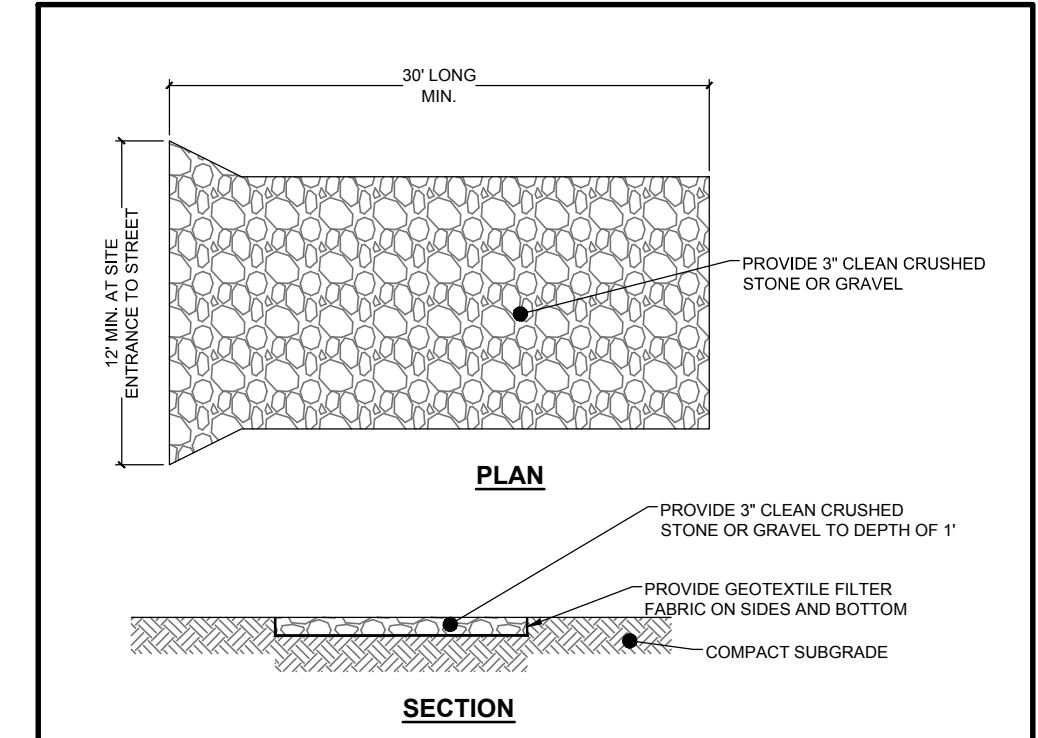 30' LONG
MIN.
12' MIN. AT SITE
ENTRANCE TO STREET
PROVIDE 3" CLEAN CRUSHED
STONE OR GRAVEL
PLAN
PROVIDE 3" CLEAN CRUSHED
STONE OR GRAVEL TO DEPTH OF 1'
PROVIDE GEOTEXTILE FILTER
FABRIC ON SIDES AND BOTTOM
COMPACT SUBGRADE
SECTION